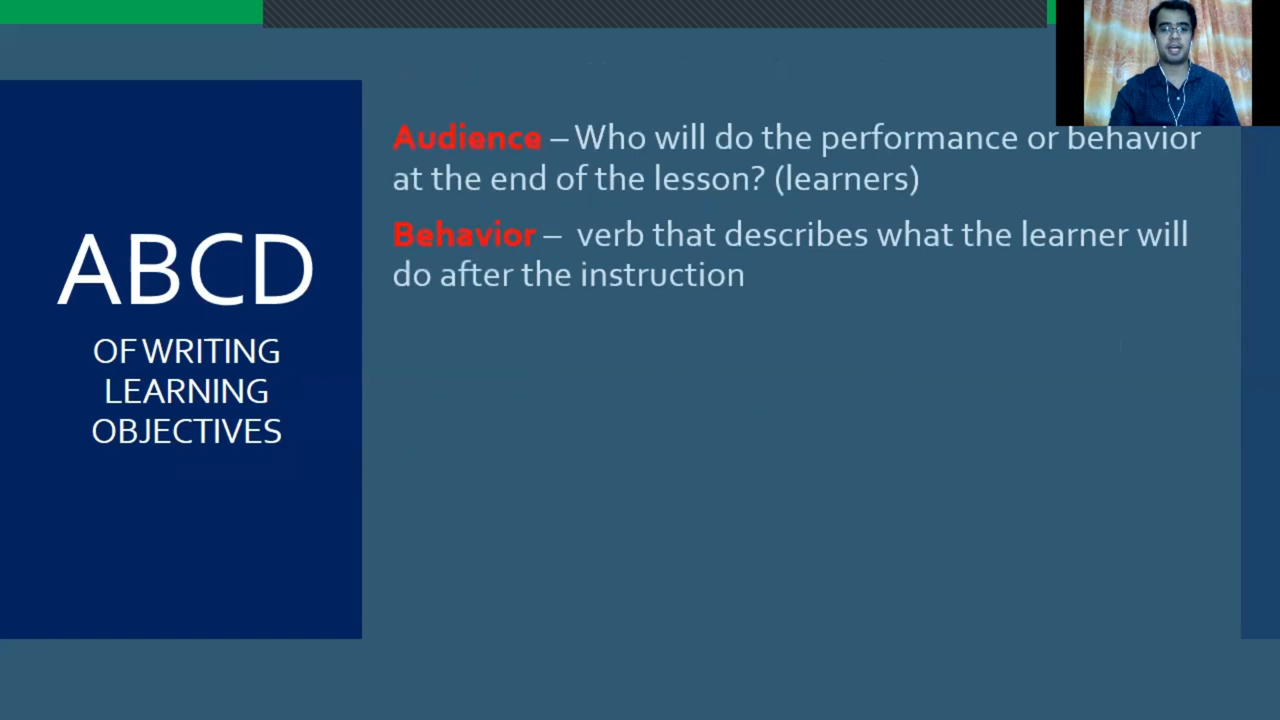 ABCD
OF WRITING
LEARNING
OBJECTIVES
Audience – Who will do the performance or behavior
at the end of the lesson? (learners)
Behavior – verb that describes what the learner will
do after the instruction